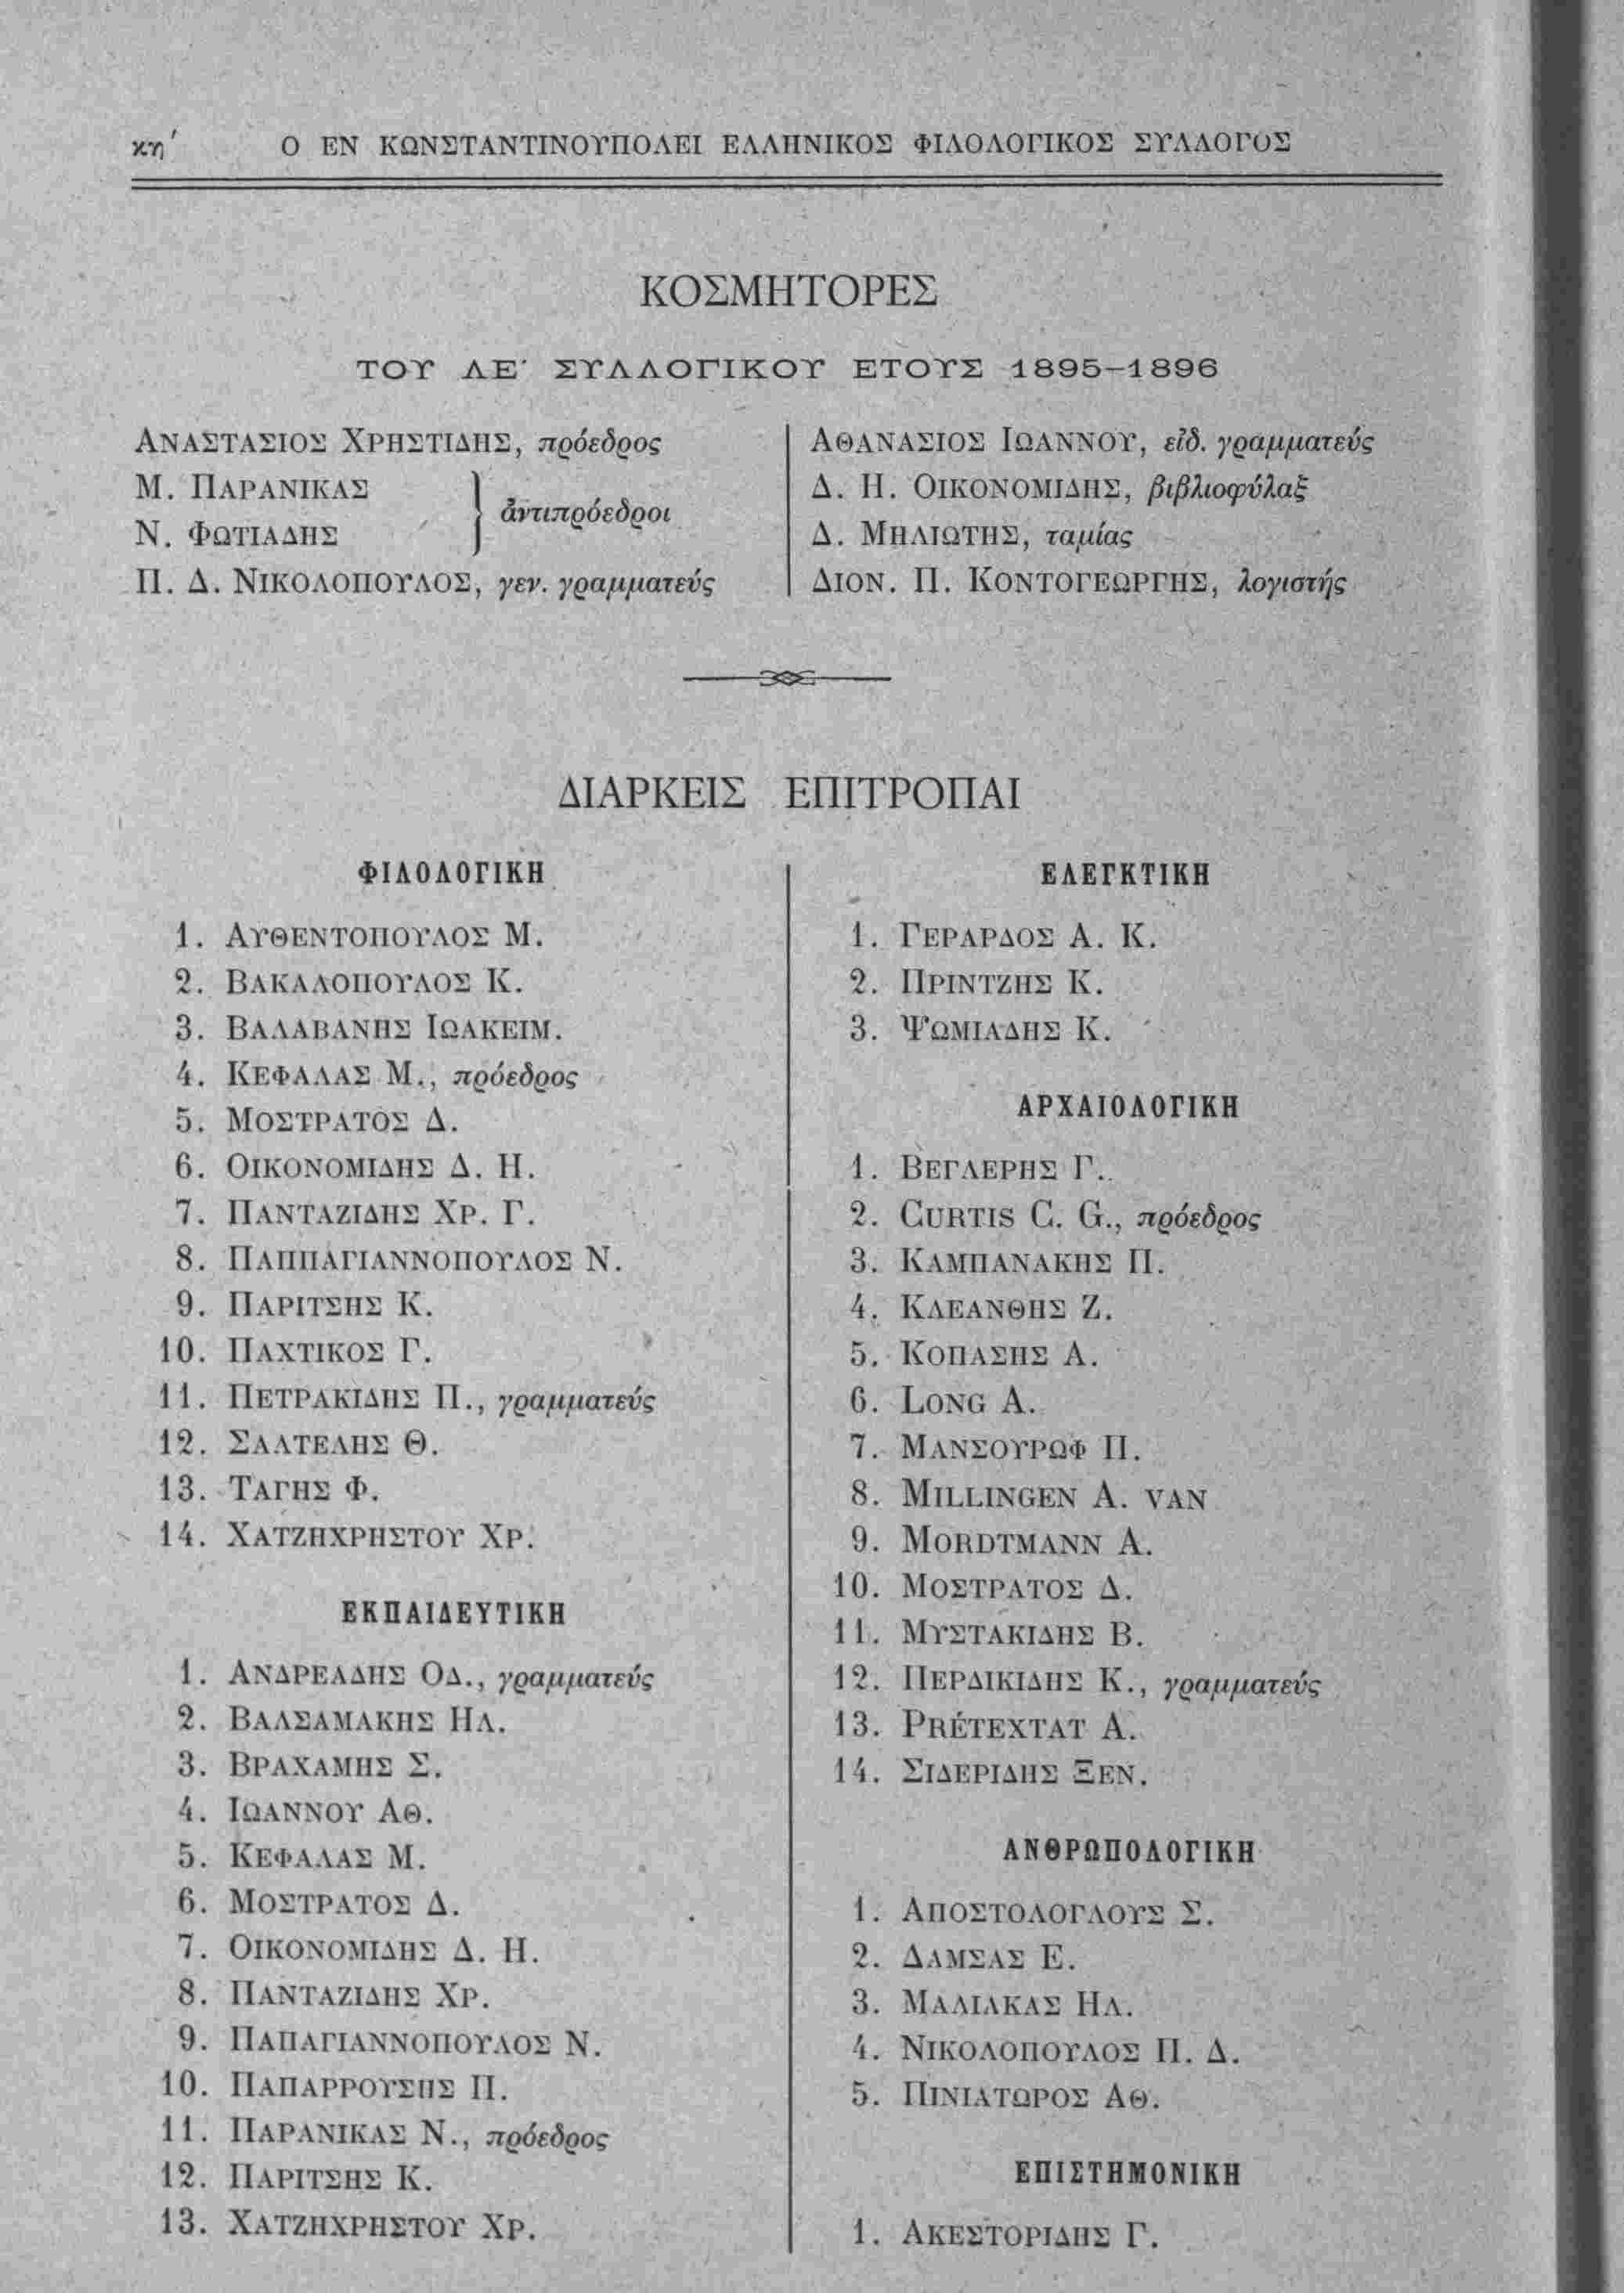 κη΄ Ο ΕΝ ΚΩΝΣΤΑΝΤΙΝΟΥΠΟΛΕΙ ΕΛΛΗΝΙΚΟΣ ΦΙΛΟΛΟΓΙΚΟΣ ΣΥΛΛΟΓΟΣ
ΚΟΣΜΗΤΟΡΕΣ
ΤΟΥ ΛΕ΄ ΣΥΛΛΟΓΙΚΟΥ ΕΤΟΥΣ 1895–1896
ΑΝΑΣΤΑΣΙΟΣ ΧΡΗΣΤΙΔΗΣ, πρόεδρος
Μ. ΠΑΡΑΝΙΚΑΣ
Ν. ΦΩΤΙΑΔΗΣ
} ἀντιπρόεδροι
Π. Δ. ΝΙΚΟΛΟΠΟΥΛΟΣ, γεν. γραμματεύς
ΑΘΑΝΑΣΙΟΣ ΙΩΑΝΝΟΥ, εἰδ. γραμματεύς
Δ. Η. ΟΙΚΟΝΟΜΙΔΗΣ, βιβλιοφύλαξ
Δ. ΜΗΛΙΩΤΗΣ, ταμίας
ΔΙΟΝ. Π. ΚΟΝΤΟΓΕΩΡΓΗΣ, λογιστής
ΔΙΑΡΚΕΙΣ ΕΠΙΤΡΟΠΑΙ
ΦΙΛΟΛΟΓΙΚΗ
1. ΑΥΘΕΝΤΟΠΟΥΛΟΣ Μ.
2. ΒΑΚΑΛΟΠΟΥΛΟΣ Κ.
3. ΒΑΛΑΒΑΝΗΣ ΙΩΑΚΕΙΜ.
4. ΚΕΦΑΛΑΣ Μ., πρόεδρος
5. ΜΟΣΤΡΑΤΟΣ Δ.
6. ΟΙΚΟΝΟΜΙΔΗΣ Δ. Η.
7. ΠΑΝΤΑΖΙΔΗΣ ΧΡ. Γ.
8. ΠΑΠΠΑΓΙΑΝΝΟΠΟΥΛΟΣ Ν.
9. ΠΑΡΙΤΣΗΣ Κ.
10. ΠΑΧΤΙΚΟΣ Γ.
11. ΠΕΤΡΑΚΙΔΗΣ Π., γραμματεύς
12. ΣΑΛΤΕΛΗΣ Θ.
13. ΤΑΓΗΣ Φ.
14. ΧΑΤΖΗΧΡΗΣΤΟΥ ΧΡ.
ΕΚΠΑΙΔΕΥΤΙΚΗ
1. ΑΝΔΡΕΑΔΗΣ ΟΔ., γραμματεύς
2. ΒΑΛΣΑΜΑΚΗΣ ΗΛ.
3. ΒΡΑΧΑΜΗΣ Σ.
4. ΙΩΑΝΝΟΥ ΑΘ.
5. ΚΕΦΑΛΑΣ Μ.
6. ΜΟΣΤΡΑΤΟΣ Δ.
7. ΟΙΚΟΝΟΜΙΔΗΣ Δ. Η.
8. ΠΑΝΤΑΖΙΔΗΣ ΧΡ.
9. ΠΑΠΑΓΙΑΝΝΟΠΟΥΛΟΣ Ν.
10. ΠΑΠΑΡΡΟΥΣΗΣ Π.
11. ΠΑΡΑΝΙΚΑΣ Ν., πρόεδρος
12. ΠΑΡΙΤΣΗΣ Κ.
13. ΧΑΤΖΗΧΡΗΣΤΟΥ ΧΡ.
ΕΛΕΓΚΤΙΚΗ
1. ΓΕΡΑΡΔΟΣ Α. Κ.
2. ΠΡΙΝΤΖΗΣ Κ.
3. ΨΩΜΙΑΔΗΣ Κ.
ΑΡΧΑΙΟΛΟΓΙΚΗ
1. ΒΕΓΛΕΡΗΣ Γ.
2. CURTIS C. G., πρόεδρος
3. ΚΑΜΠΑΝΑΚΗΣ Π.
4. ΚΛΕΑΝΘΗΣ Ζ.
5. ΚΟΠΑΣΗΣ Α.
6. LONG A.
7. ΜΑΝΣΟΥΡΩΦ Π.
8. MILLINGEN A. VAN
9. MORDTMANN A.
10. ΜΟΣΤΡΑΤΟΣ Δ.
11. ΜΥΣΤΑΚΙΔΗΣ Β.
12. ΠΕΡΔΙΚΙΔΗΣ Κ., γραμματεύς
13. PRÉTEXTAT A.
14. ΣΙΔΕΡΙΔΗΣ ΞΕΝ.
ΑΝΘΡΩΠΟΛΟΓΙΚΗ
1. ΑΠΟΣΤΟΛΟΓΛΟΥΣ Σ.
2. ΔΑΜΣΑΣ Ε.
3. ΜΑΛΙΑΚΑΣ ΗΛ.
4. ΝΙΚΟΛΟΠΟΥΛΟΣ Π. Δ.
5. ΠΙΝΙΑΤΩΡΟΣ ΑΘ.
ΕΠΙΣΤΗΜΟΝΙΚΗ
1. ΑΚΕΣΤΟΡΙΔΗΣ Γ.